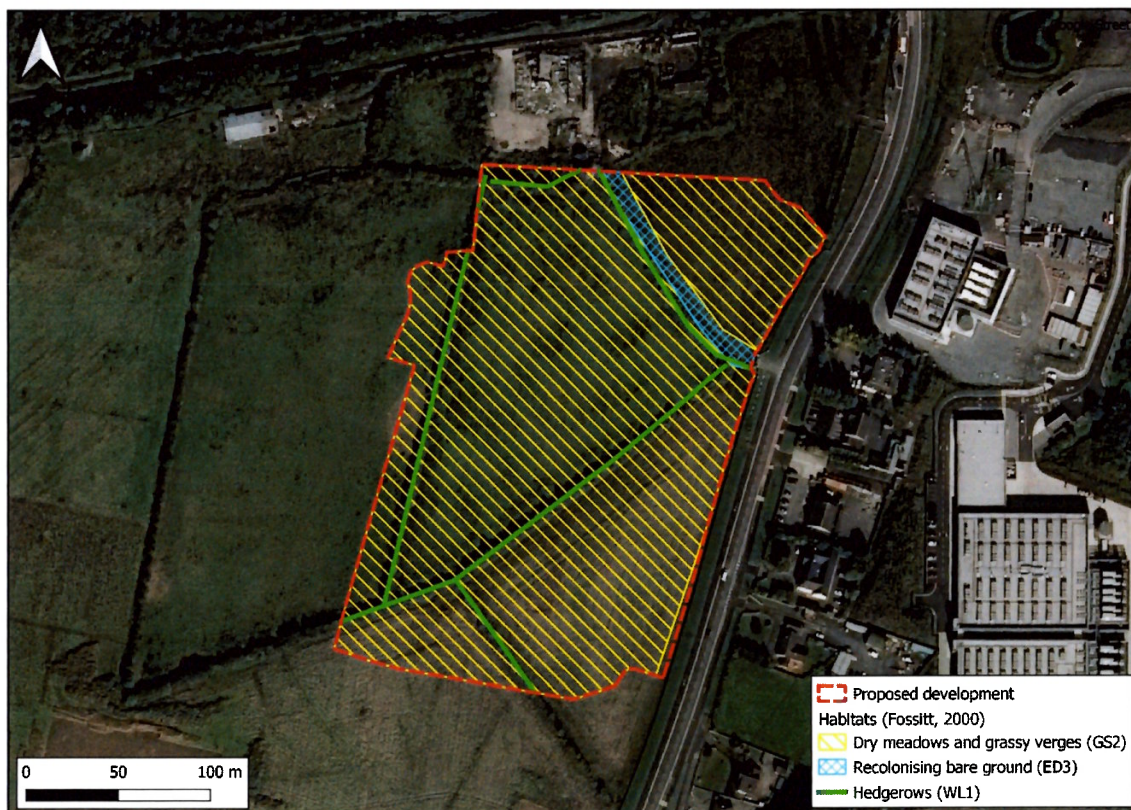 0 50 100 m
Proposed development
Habitats (Fossitt, 2000)
Dry meadows and grassy verges (GS2)
Recolonising bare ground (ED3)
Hedgerows (WL1)